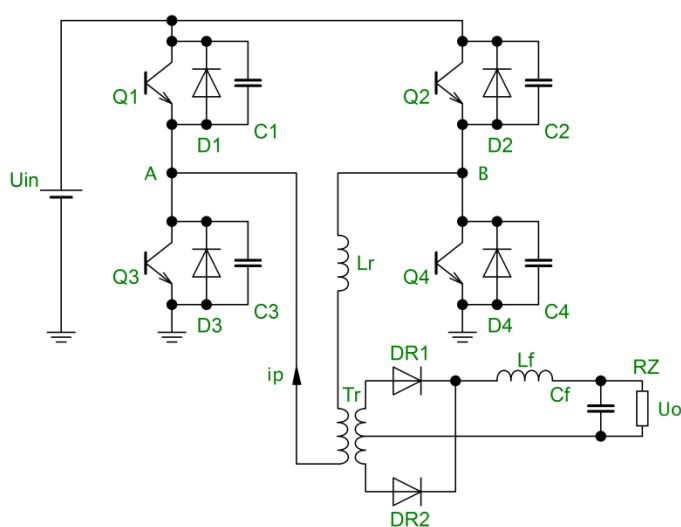 Q1
D1
C1
Q2
D2
C2
Uin
A
B
Q3
D3
C3
Lr
Q4
D4
C4
ip
Tr
DR1
Lf
Cf
RZ
Uo
DR2